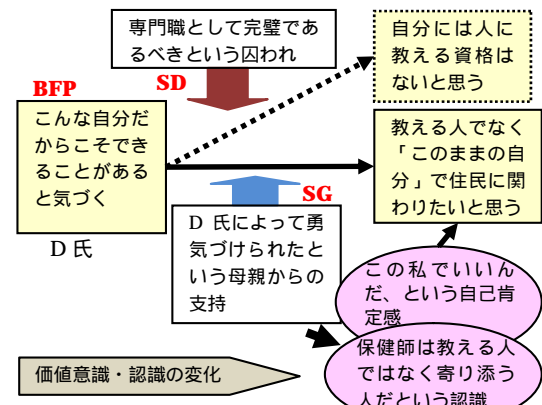 専門職として完璧であ
るべきという囚われ
自分には人に
教える資格は
ないと思う
BFP
SD
こんな自分だ
からこそでき
ることがある
と気づく
教える人でなく
「このままの自
分」で住民に関
わりたいと思う
SG
D 氏
D 氏によって勇
気づけられたと
いう母親からの
支持
この私でいいん
だ、という自己肯
定感
保健師は教える人
ではなく寄り添う
人だという認識
価値意識・認識の変化